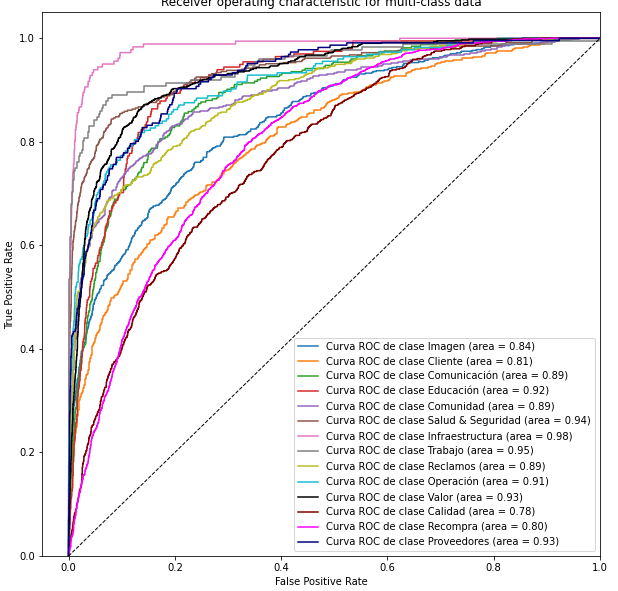 Receiver operating characteristic for multi-class data
1.0
0.8
0.6
0.4
0.2
0.0
True Positive Rate
Curva ROC de clase Imagen (area = 0.84)
Curva ROC de clase Cliente (area = 0.81)
Curva ROC de clase Comunicación (area = 0.89)
Curva ROC de clase Educación (area = 0.92)
Curva ROC de clase Comunidad (area = 0.89)
Curva ROC de clase Salud & Seguridad (area = 0.94)
Curva ROC de clase Infraestructura (area = 0.98)
Curva ROC de clase Trabajo (area = 0.95)
Curva ROC de clase Reclamos (area = 0.89)
Curva ROC de clase Operación (area = 0.91)
Curva ROC de clase Valor (area = 0.93)
Curva ROC de clase Calidad (area = 0.78)
Curva ROC de clase Recompra (area = 0.80)
Curva ROC de clase Proveedores (area = 0.93)
0.0 0.2 0.4 0.6 0.8 1.0
False Positive Rate